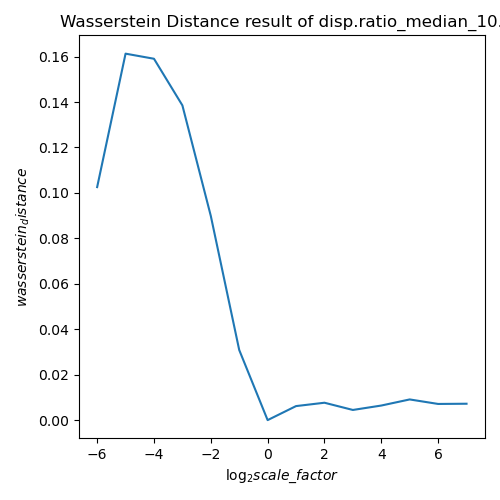 Wasserstein Distance result of disp.ratio_median_10.
0.16
0.14
0.12
0.10
0.08
0.06
0.04
0.02
0.00
wasserstein_distance
−6 −4 −2 0 2 4 6
log₂scale_factor